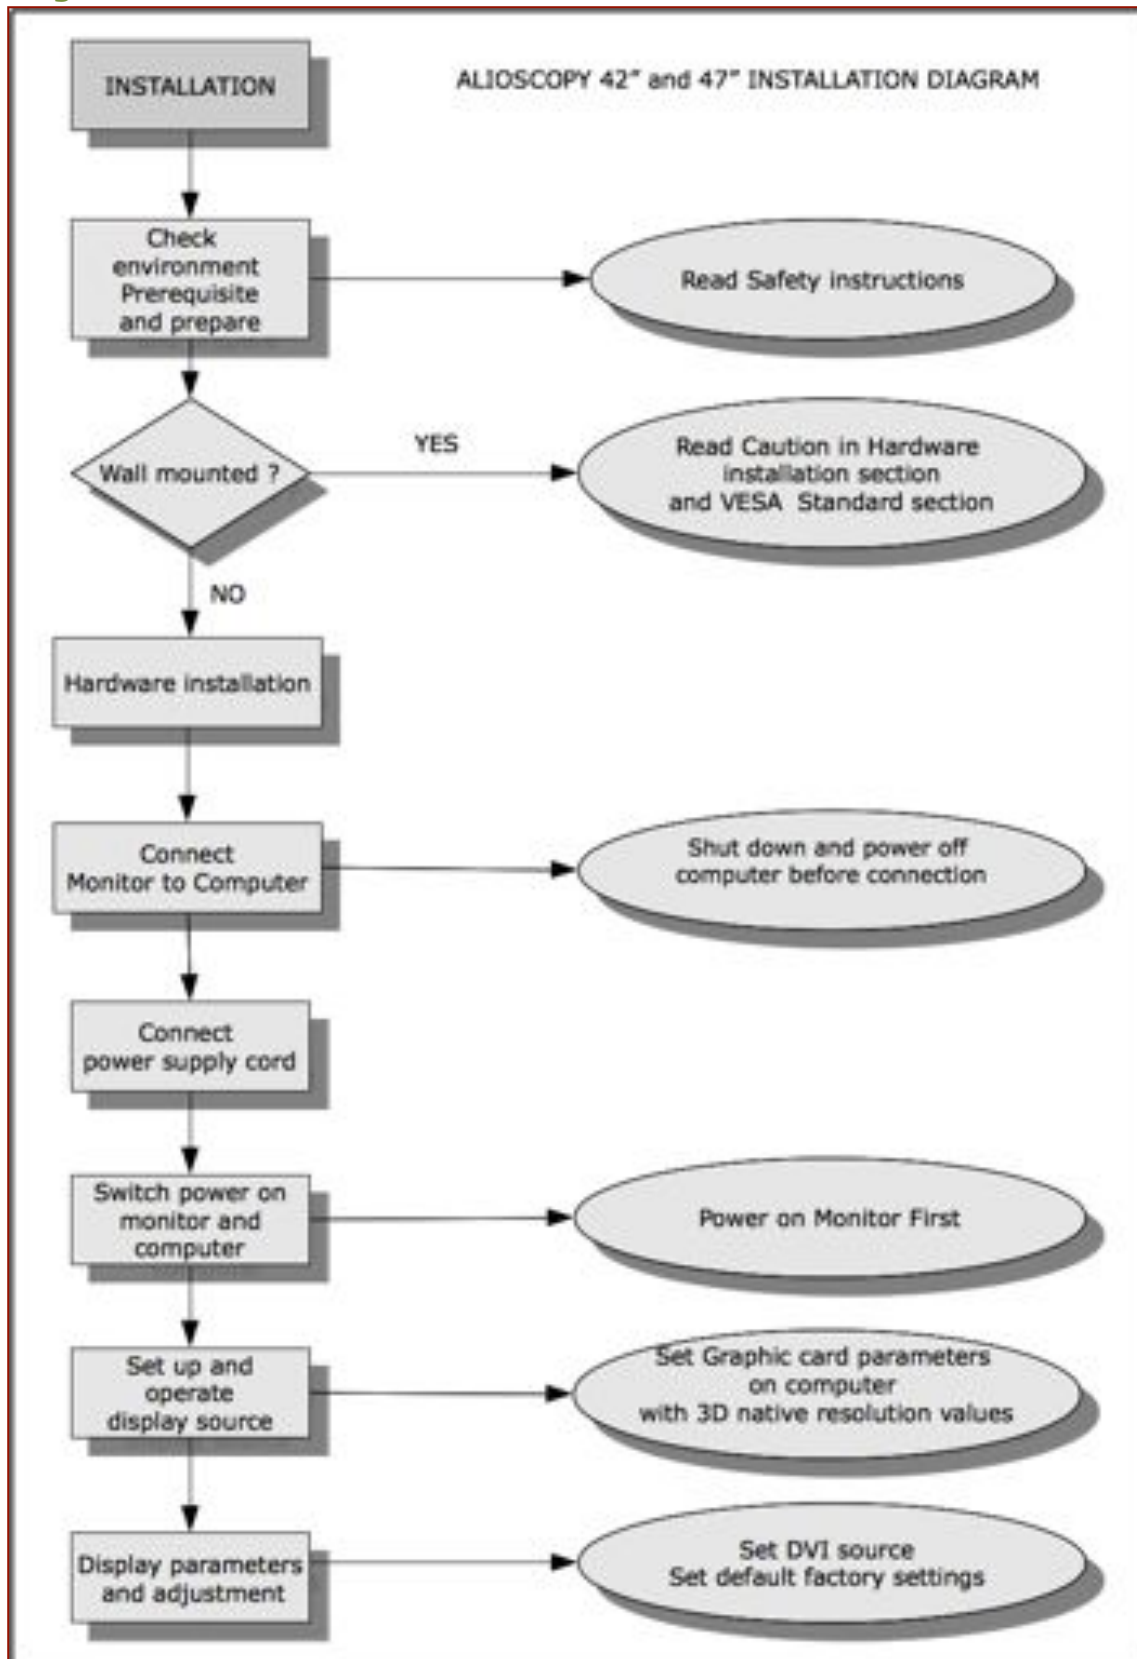 INSTALLATION
ALIOSCOPY 42” and 47” INSTALLATION DIAGRAM
Check
environment
Prerequisite
and prepare
Read Safety instructions
Wall mounted ?
YES
Read Caution in Hardware
installation section
and VESA Standard section
NO
Hardware installation
Connect
Monitor to Computer
Shut down and power off
computer before connection
Connect
power supply cord
Switch power on
monitor and
computer
Power on Monitor First
Set up and
operate
display source
Set Graphic card parameters
on computer
with 3D native resolution values
Display parameters
and adjustment
Set DVI source
Set default factory settings